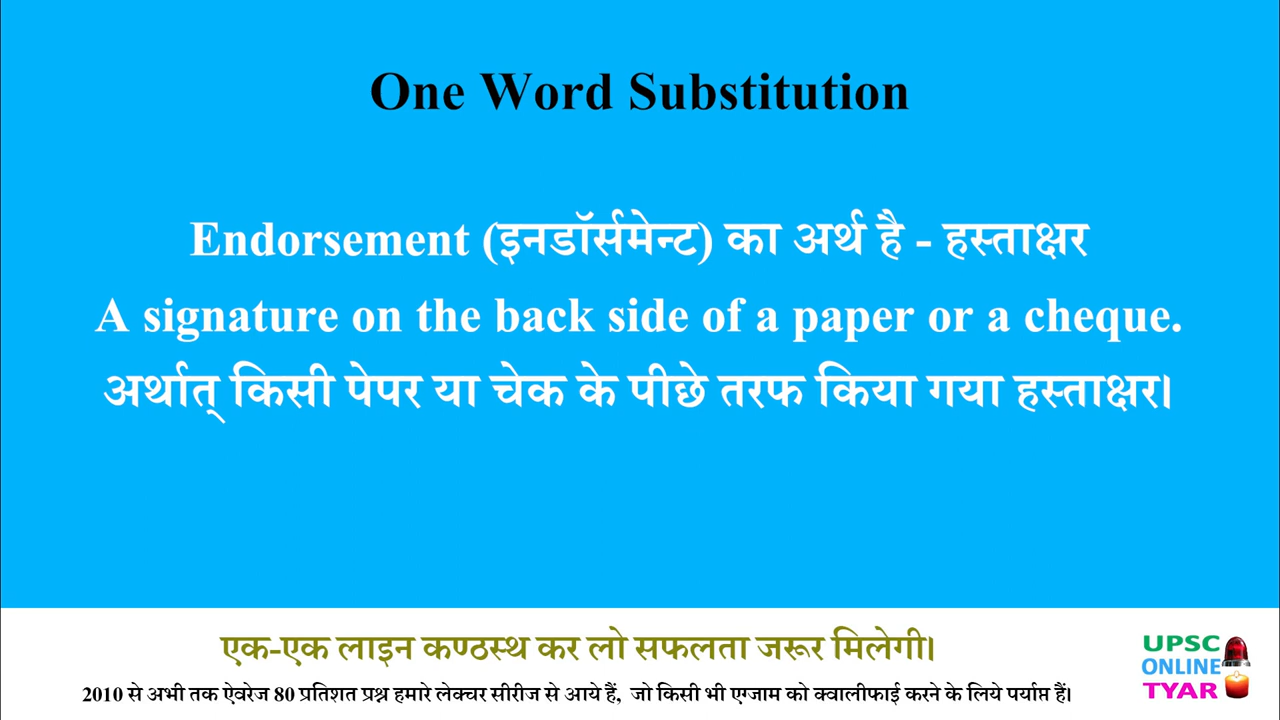 One Word Substitution
Endorsement (इनडॉर्समेन्ट) का अर्थ है - हस्ताक्षर
A signature on the back side of a paper or a cheque.
अर्थात् किसी पेपर या चेक के पीछे तरफ किया गया हस्ताक्षर।
एक-एक लाइन कण्ठस्थ कर लो सफलता जरूर मिलेगी।
2010 से अभी तक ऐवरेज 80 प्रतिशत प्रश्न हमारे लेक्चर सीरीज से आये हैं, जो किसी भी एग्जाम को क्वालीफाई करने के लिये पर्याप्त हैं।
UPSC
ONLINE
TYAR